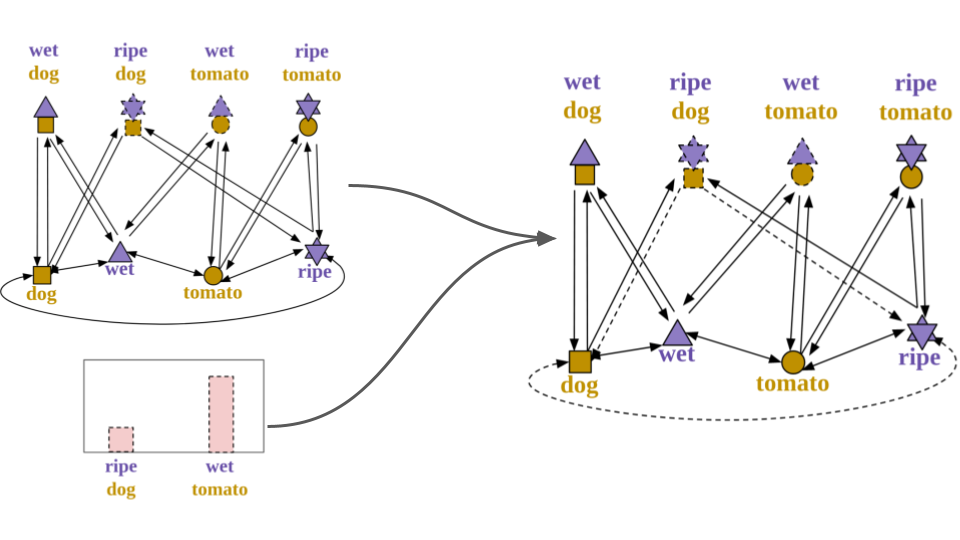 wet ripe wet ripe
dog dog tomato tomato
wet
ripe
dog
tomato
ripe wet
dog tomato
wet ripe wet ripe
dog dog tomato tomato
wet
ripe
dog
tomato